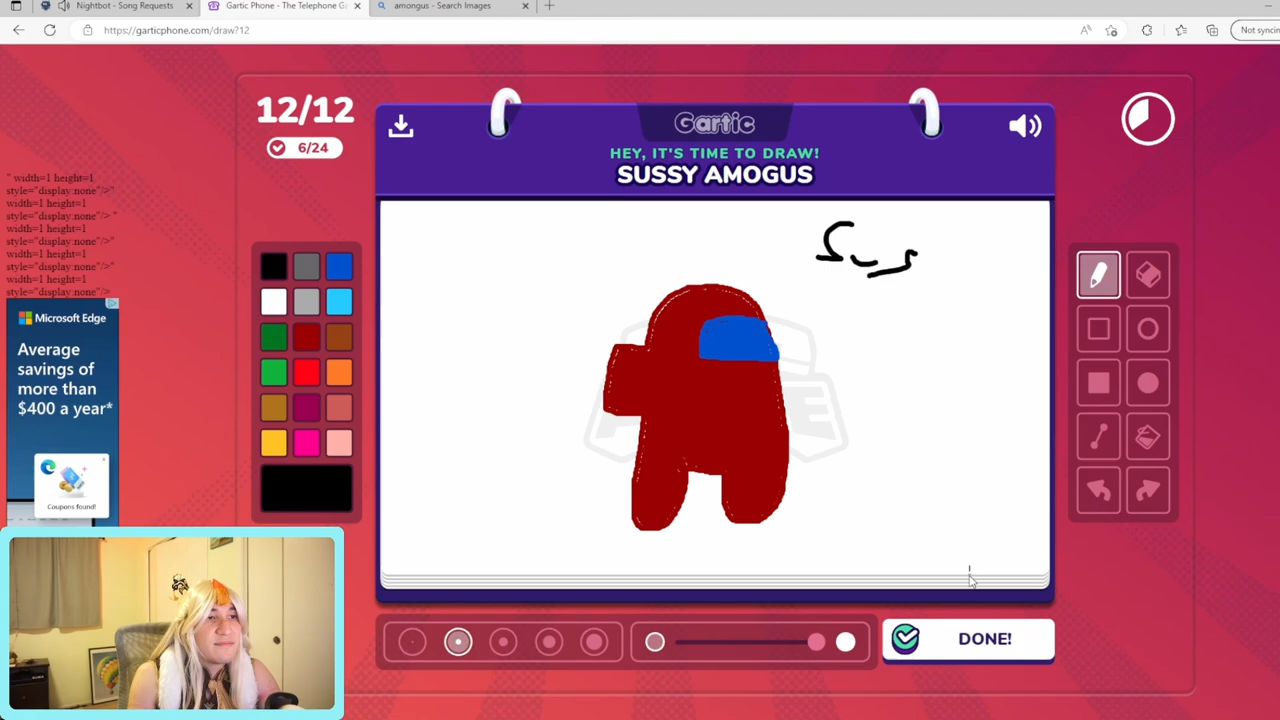 Nightbot - Song Requests
Gartic Phone - The Telephone Ga
amongus - Search Images
https://garticphone.com/draw?12
Not syncin
12/12
6/24
Gartic
HEY, IT'S TIME TO DRAW!
SUSSY AMOGUS
Sus
" width=1 height=1
style="display:none"/>"
width=1 height=1
style="display:none"/> "
width=1 height=1
style="display:none"/>"
width=1 height=1
style="display:none"/>"
width=1 height=1
style="display:none"/>
Microsoft Edge
Average
savings of
more than
$400 a year*
Coupons found!
DONE!